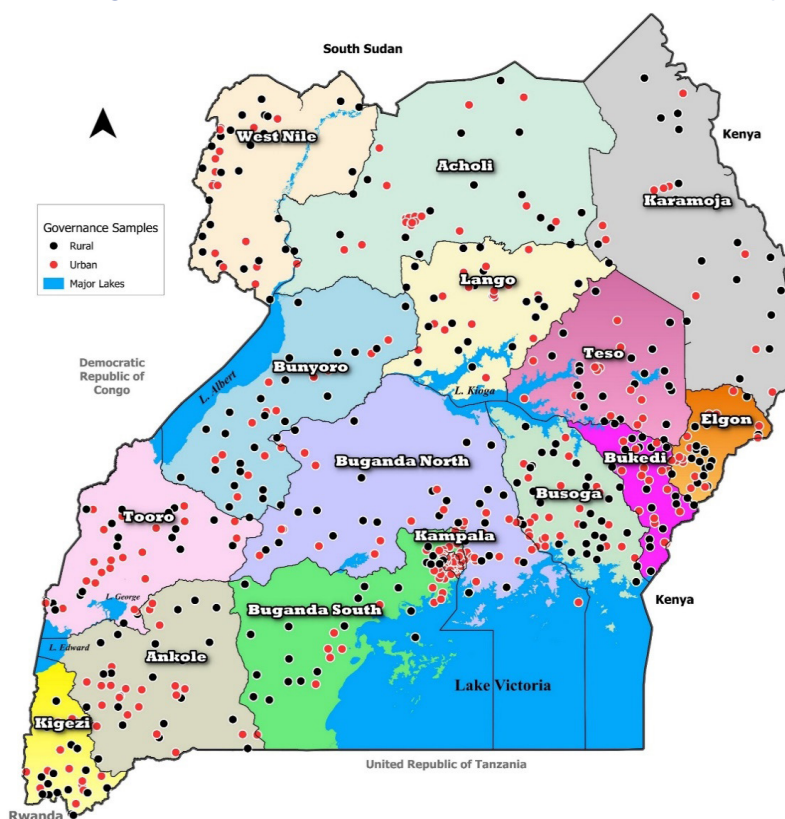 South Sudan
Kenya
West Nile
Acholi
Karamoja
Governance Samples
Rural
Urban
Major Lakes
Lango
Democratic
Republic of
Congo
L. Albert
Bunyoro
Teso
L. Kioga
Elgon
Buganda North
Bukedi
Busoga
Tooro
Kampala
L. George
Buganda South
Kenya
L. Edward
Ankole
Lake Victoria
Kigezi
United Republic of Tanzania
Rwanda